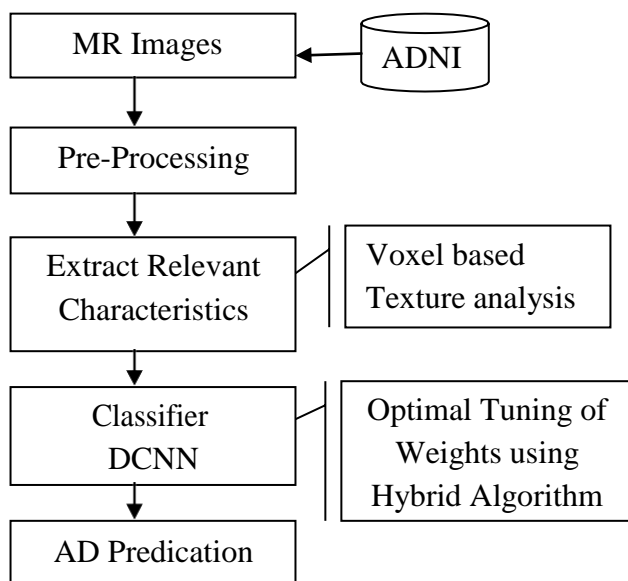 MR Images
ADNI
Pre-Processing
Extract Relevant
Characteristics
Voxel based
Texture analysis
Classifier
DCNN
Optimal Tuning of
Weights using
Hybrid Algorithm
AD Predication